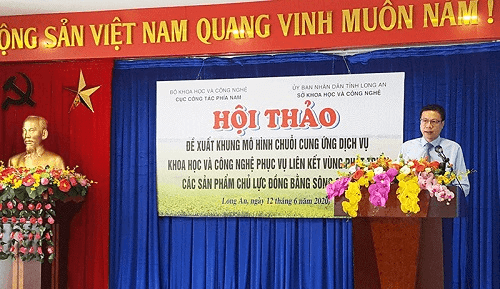 CỘNG SẢN VIỆT NAM QUANG VINH MUÔN NĂM!
BỘ KHOA HỌC VÀ CÔNG NGHỆ
CỤC CÔNG TÁC PHÍA NAM
ỦY BAN NHÂN DÂN TỈNH LONG AN
SỞ KHOA HỌC VÀ CÔNG NGHỆ
HỘI THẢO
ĐỀ XUẤT KHUNG MÔ HÌNH CHUỖI CUNG ỨNG DỊCH VỤ
KHOA HỌC VÀ CÔNG NGHỆ PHỤC VỤ LIÊN KẾT VÙNG PHÁT TRIỂN
CÁC SẢN PHẨM CHỦ LỰC ĐỒNG BẰNG SÔNG
Long An, ngày 12 tháng 6 năm 2020